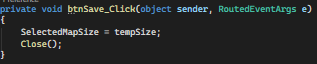 private void btnSave_Click(object sender, RoutedEventArgs e)
{
    SelectedMapSize = tempSize;
    Close();
}